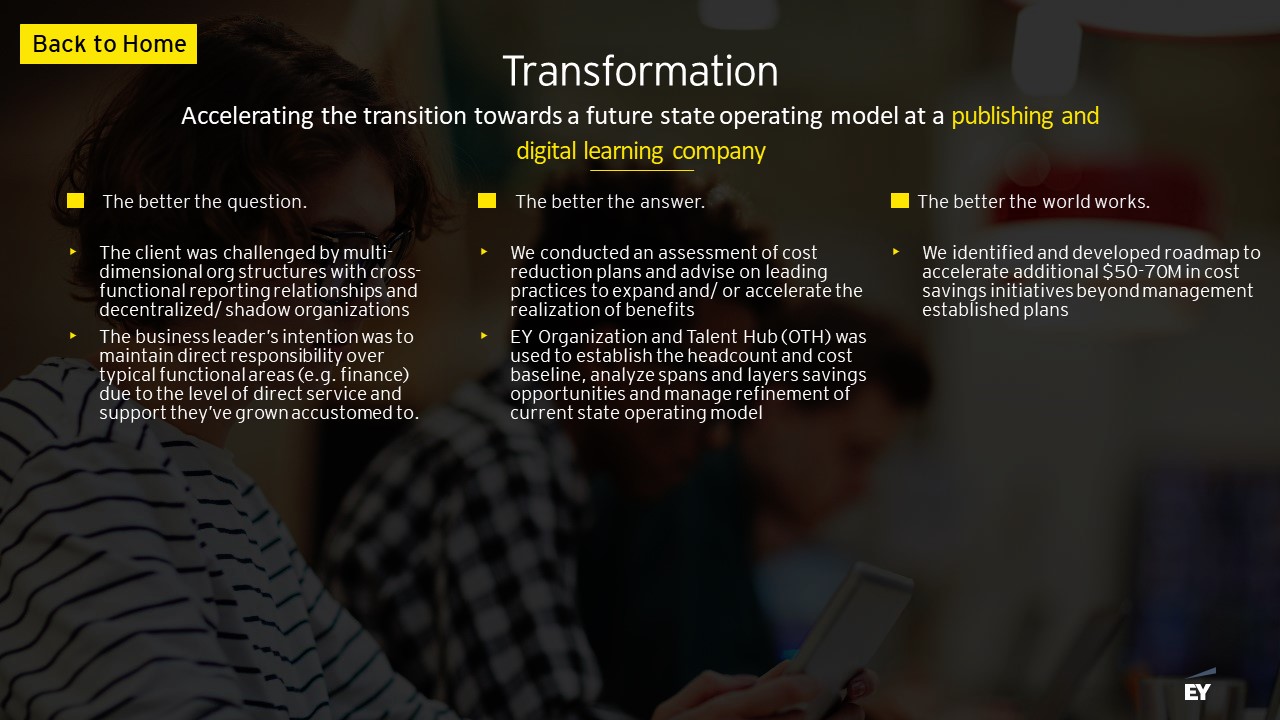 Back to Home
Transformation
Accelerating the transition towards a future state operating model at a publishing and
digital learning company
The better the question.
The client was challenged by multi-
dimensional org structures with cross-
functional reporting relationships and
decentralized/ shadow organizations
The business leader’s intention was to
maintain direct responsibility over
typical functional areas (e.g. finance)
due to the level of direct service and
support they’ve grown accustomed to.
The better the answer.
We conducted an assessment of cost
reduction plans and advise on leading
practices to expand and/ or accelerate the
realization of benefits
EY Organization and Talent Hub (OTH) was
used to establish the headcount and cost
baseline, analyze spans and layers savings
opportunities and manage refinement of
current state operating model
The better the world works.
We identified and developed roadmap to
accelerate additional $50-70M in cost
savings initiatives beyond management
established plans
EY